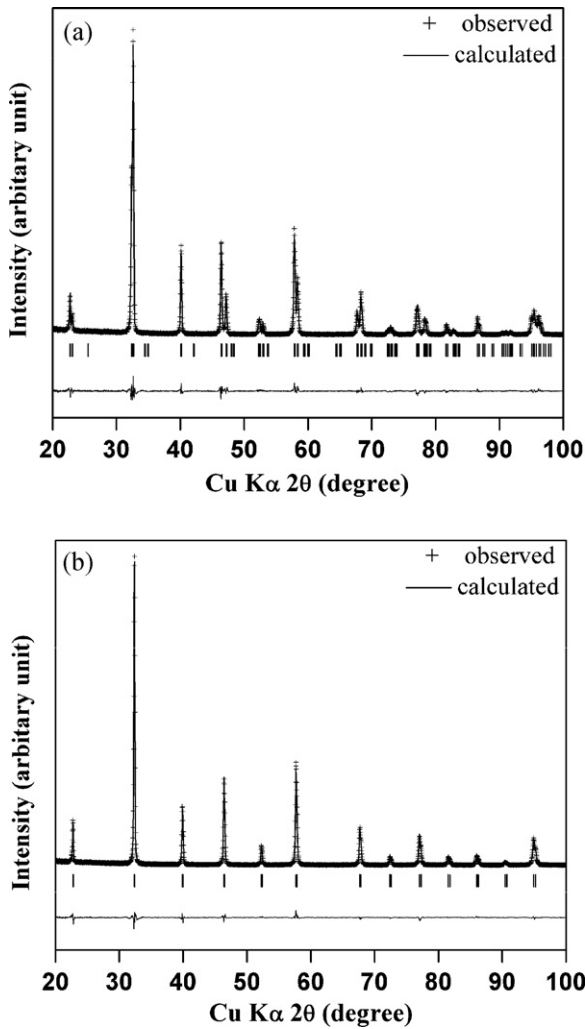 (a)
+ observed
— calculated
Intensity (arbitary unit)
20 30 40 50 60 70 80 90 100
Cu Kα 2θ (degree)
(b)
+ observed
— calculated
Intensity (arbitary unit)
20 30 40 50 60 70 80 90 100
Cu Kα 2θ (degree)